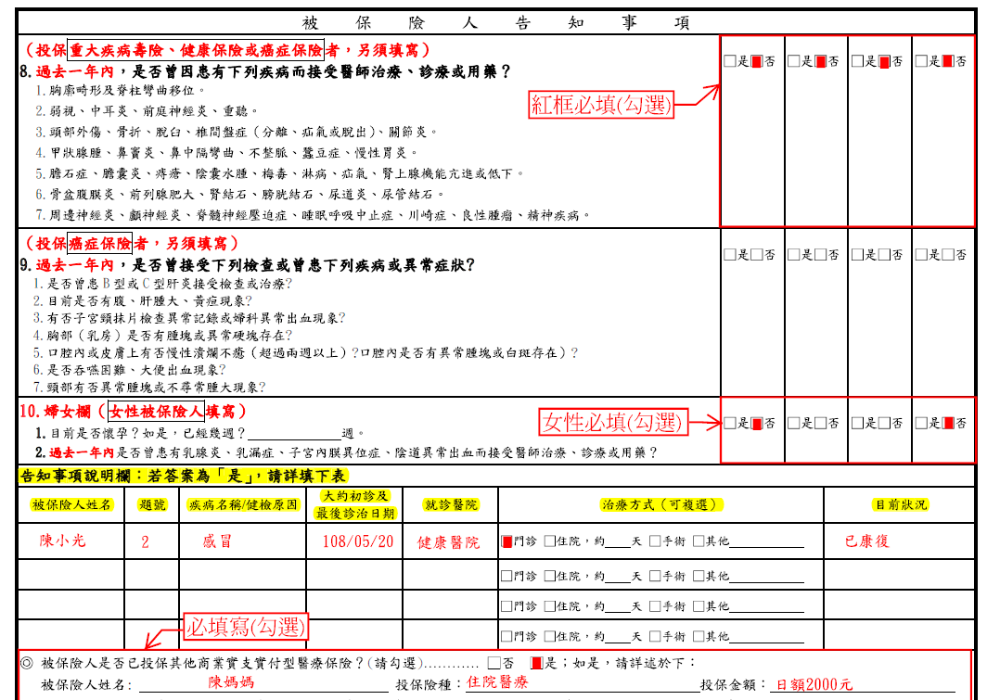 被保險人告知事項
（投保重大疾病壽險、健康保險或癌症保險者，另須填寫）
8.過去一年內，是否曾因患有下列疾病而接受醫師治療、診療或用藥？
□是■否 □是■否 □是■否 □是■否
1.胸廓畸形及脊柱彎曲移位。
紅框必填(勾選)
2.弱視、中耳炎、前庭神經炎、重聽。
3.頭部外傷、骨折、脫臼、椎間盤症（分離、疝氣或脫出）、關節炎。
4.甲狀腺腫、鼻竇炎、鼻中隔彎曲、不整脈、蠶豆症、慢性胃炎。
5.膽石症、膽囊炎、痔瘡、陰囊水腫、梅毒、淋病、疝氣、腎上腺機能亢進或低下。
6.骨盆腹膜炎、前列腺肥大、腎結石、膀胱結石、尿道炎、尿管結石。
7.周邊神經炎、顱神經炎、脊髓神經壓迫症、睡眠呼吸中止症、川崎症、良性腫瘤、精神疾病。
（投保癌症保險者，另須填寫）
□是□否 □是□否 □是□否 □是□否
9.過去一年內，是否曾接受下列檢查或曾患下列疾病或異常症狀?
1.是否曾患B型或C型肝炎接受檢查或治療?
2.目前是否有腹、肝腫大、黃疸現象?
3.有否子宮頸抹片檢查異常記錄或婦科異常出血現象?
4.胸部（乳房）是否有腫塊或異常硬塊存在?
5.口腔內或皮膚上有否慢性潰爛不癒（超過兩週以上）?口腔內是否有異常腫塊或白斑存在）?
6.是否吞嚥困難、大便出血現象?
7.頸部有否異常腫塊或不尋常腫大現象?
10.婦女欄（女性被保險人填寫）
女性必填(勾選)
□是■否 □是□否 □是□否 □是■否
1.目前是否懷孕？如是，已經幾週？____________週。
2.過去一年內是否曾患有乳腺炎、乳漏症、子宮內膜異位症、陰道異常出血而接受醫師治療、診療或用藥？
告知事項說明欄：若答案為「是」，請詳填下表
被保險人姓名 題號 疾病名稱/健檢原因 大約初診及最後診治日期 就診醫院 治療方式（可複選） 目前狀況
陳小光 2 感冒 108/05/20 健康醫院 ■門診 □住院，約___天 □手術 □其他__________ 已康復
□門診 □住院，約___天 □手術 □其他__________
□門診 □住院，約___天 □手術 □其他__________
必填寫(勾選)
□門診 □住院，約___天 □手術 □其他__________
◎ 被保險人是否已投保其他商業實支實付型醫療保險？(請勾選)............ □否 ■是；如是，請詳述於下：
被保險人姓名: 陳媽媽 投保險種：住院醫療 投保金額：日額2000元